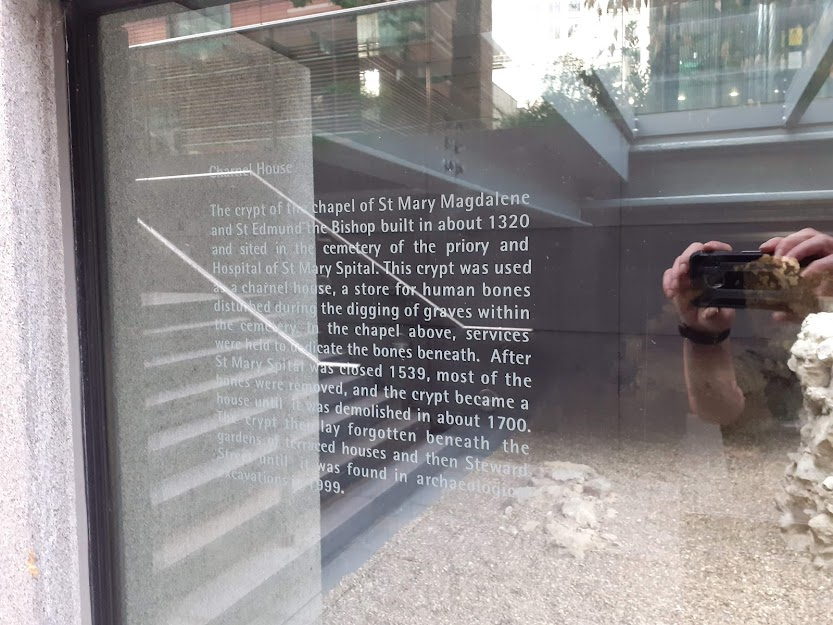 Charnel House
The crypt of the chapel of St Mary Magdalene
and St Edmund the Bishop built in about 1320
and sited in the cemetery of the priory and
Hospital of St Mary Spital. This crypt was used
as a charnel house, a store for human bones
disturbed during the digging of graves within
the cemetery. In the chapel above, services
were held to dedicate the bones beneath. After
St Mary Spital was closed 1539, most of the
bones were removed, and the crypt became a
house until it was demolished in about 1700.
The crypt then lay forgotten beneath the
gardens of terraced houses and then Steward
Street until it was found in archaeological
excavations in 1999.